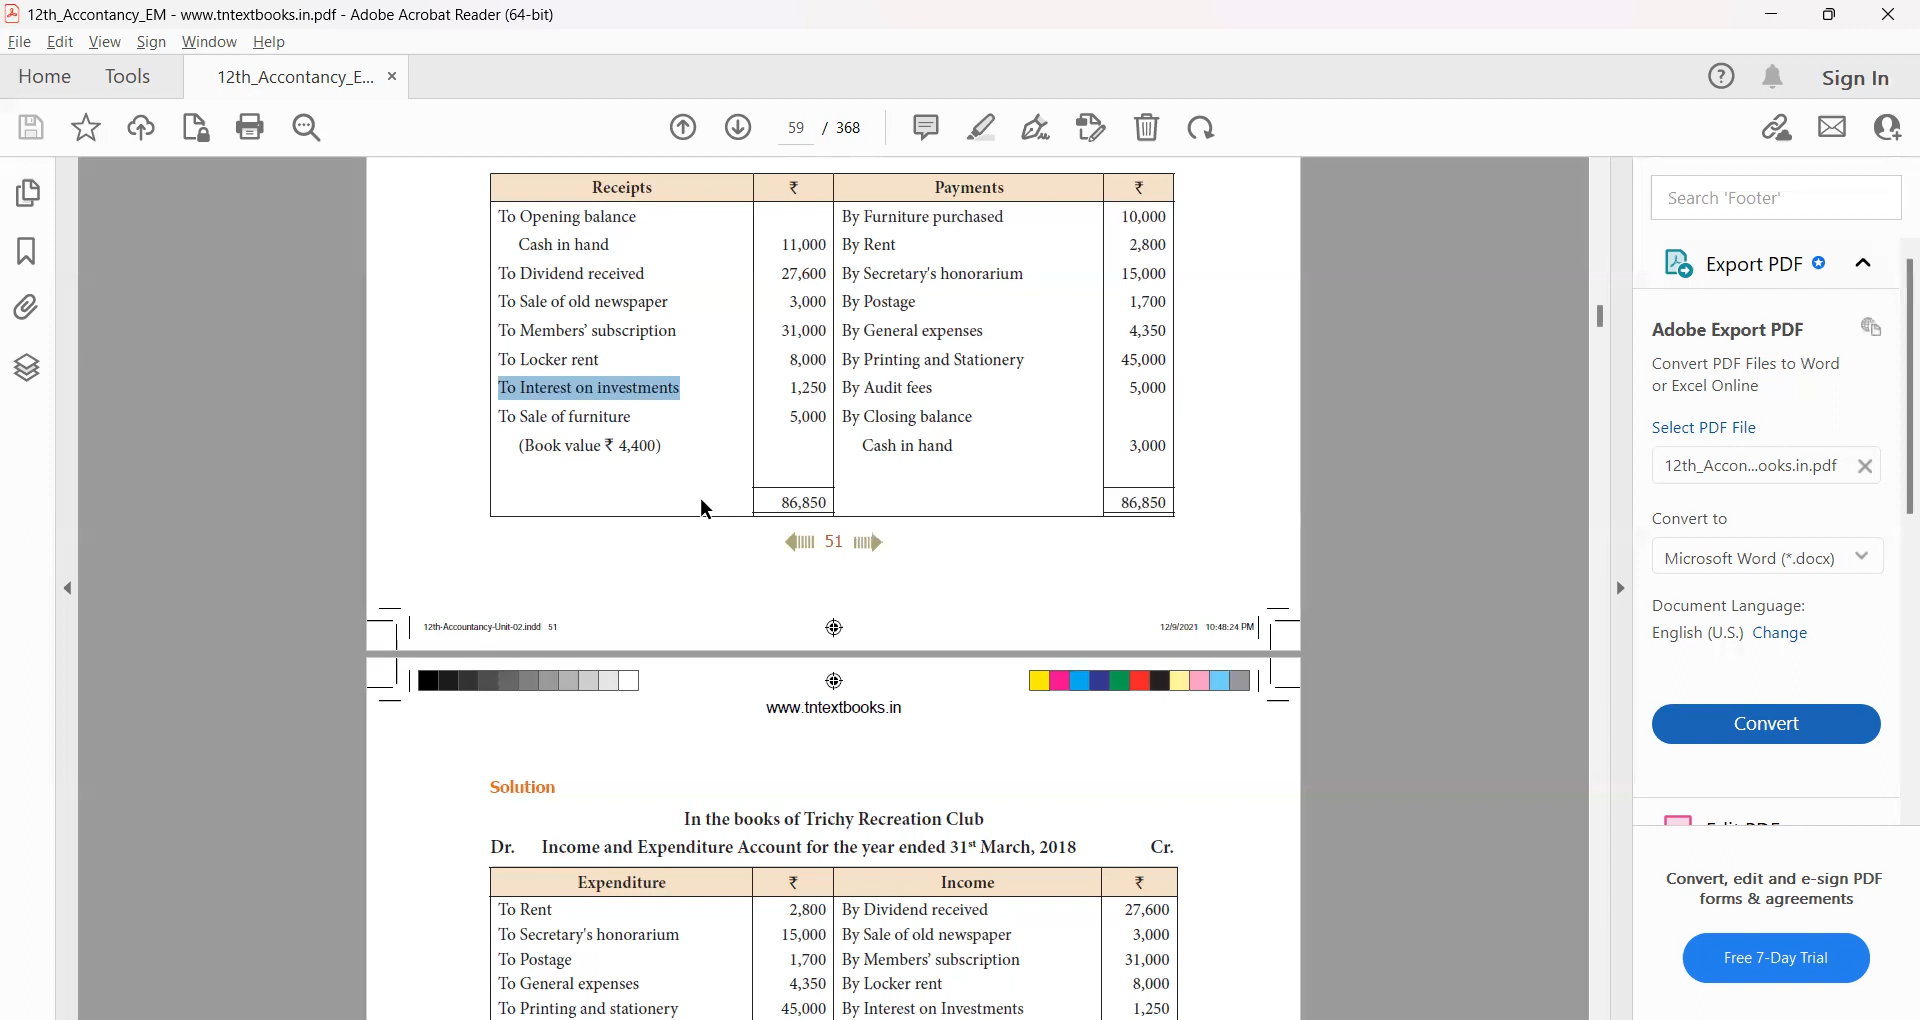 12th_Accontancy_EM - www.tntextbooks.in.pdf - Adobe Acrobat Reader (64-bit)
File Edit View Sign Window Help
Home Tools 12th_Accontancy_E... × Sign In
59 / 368
Receipts ₹ Payments ₹
To Opening balance By Furniture purchased 10,000
Cash in hand 11,000 By Rent 2,800
To Dividend received 27,600 By Secretary's honorarium 15,000
To Sale of old newspaper 3,000 By Postage 1,700
To Members' subscription 31,000 By General expenses 4,350
To Locker rent 8,000 By Printing and Stationery 45,000
To Interest on investments 1,250 By Audit fees 5,000
To Sale of furniture 5,000 By Closing balance
(Book value ₹ 4,400) Cash in hand 3,000
86,850 86,850
51
12th-Accountancy-Unit-02.indd 51 12/9/2021 10:48:24 PM
www.tntextbooks.in
Solution
In the books of Trichy Recreation Club
Dr. Income and Expenditure Account for the year ended 31st March, 2018 Cr.
Expenditure ₹ Income ₹
To Rent 2,800 By Dividend received 27,600
To Secretary's honorarium 15,000 By Sale of old newspaper 3,000
To Postage 1,700 By Members' subscription 31,000
To General expenses 4,350 By Locker rent 8,000
To Printing and stationery 45,000 By Interest on Investments 1,250
Search 'Footer'
Export PDF
Adobe Export PDF
Convert PDF Files to Word
or Excel Online
Select PDF File
12th_Accon...ooks.in.pdf
Convert to
Microsoft Word (*.docx)
Document Language:
English (U.S.) Change
Convert
Convert, edit and e-sign PDF
forms & agreements
Free 7-Day Trial